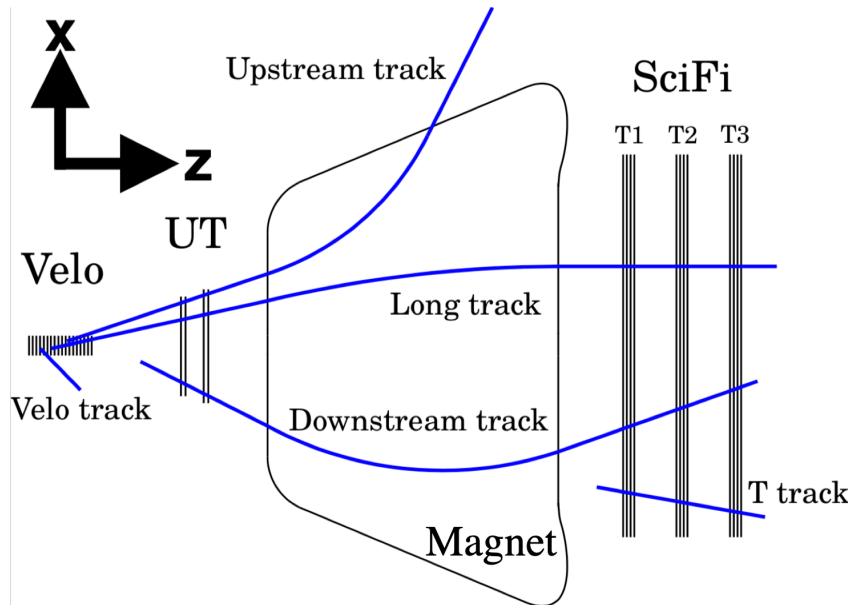 x
Upstream track
SciFi
T1 T2 T3
z
UT
Velo
Long track
Velo track
Downstream track
T track
Magnet